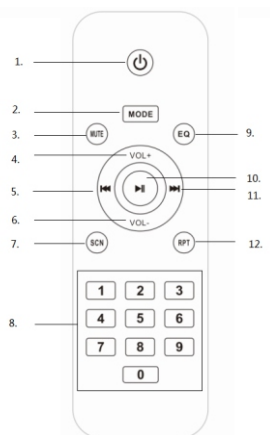 1.
2. MODE
3. MUTE EQ 9.
4. VOL+
10.
5. 11.
6. VOL-
7. SCN RPT 12.
1 2 3
8. 4 5 6
7 8 9
0